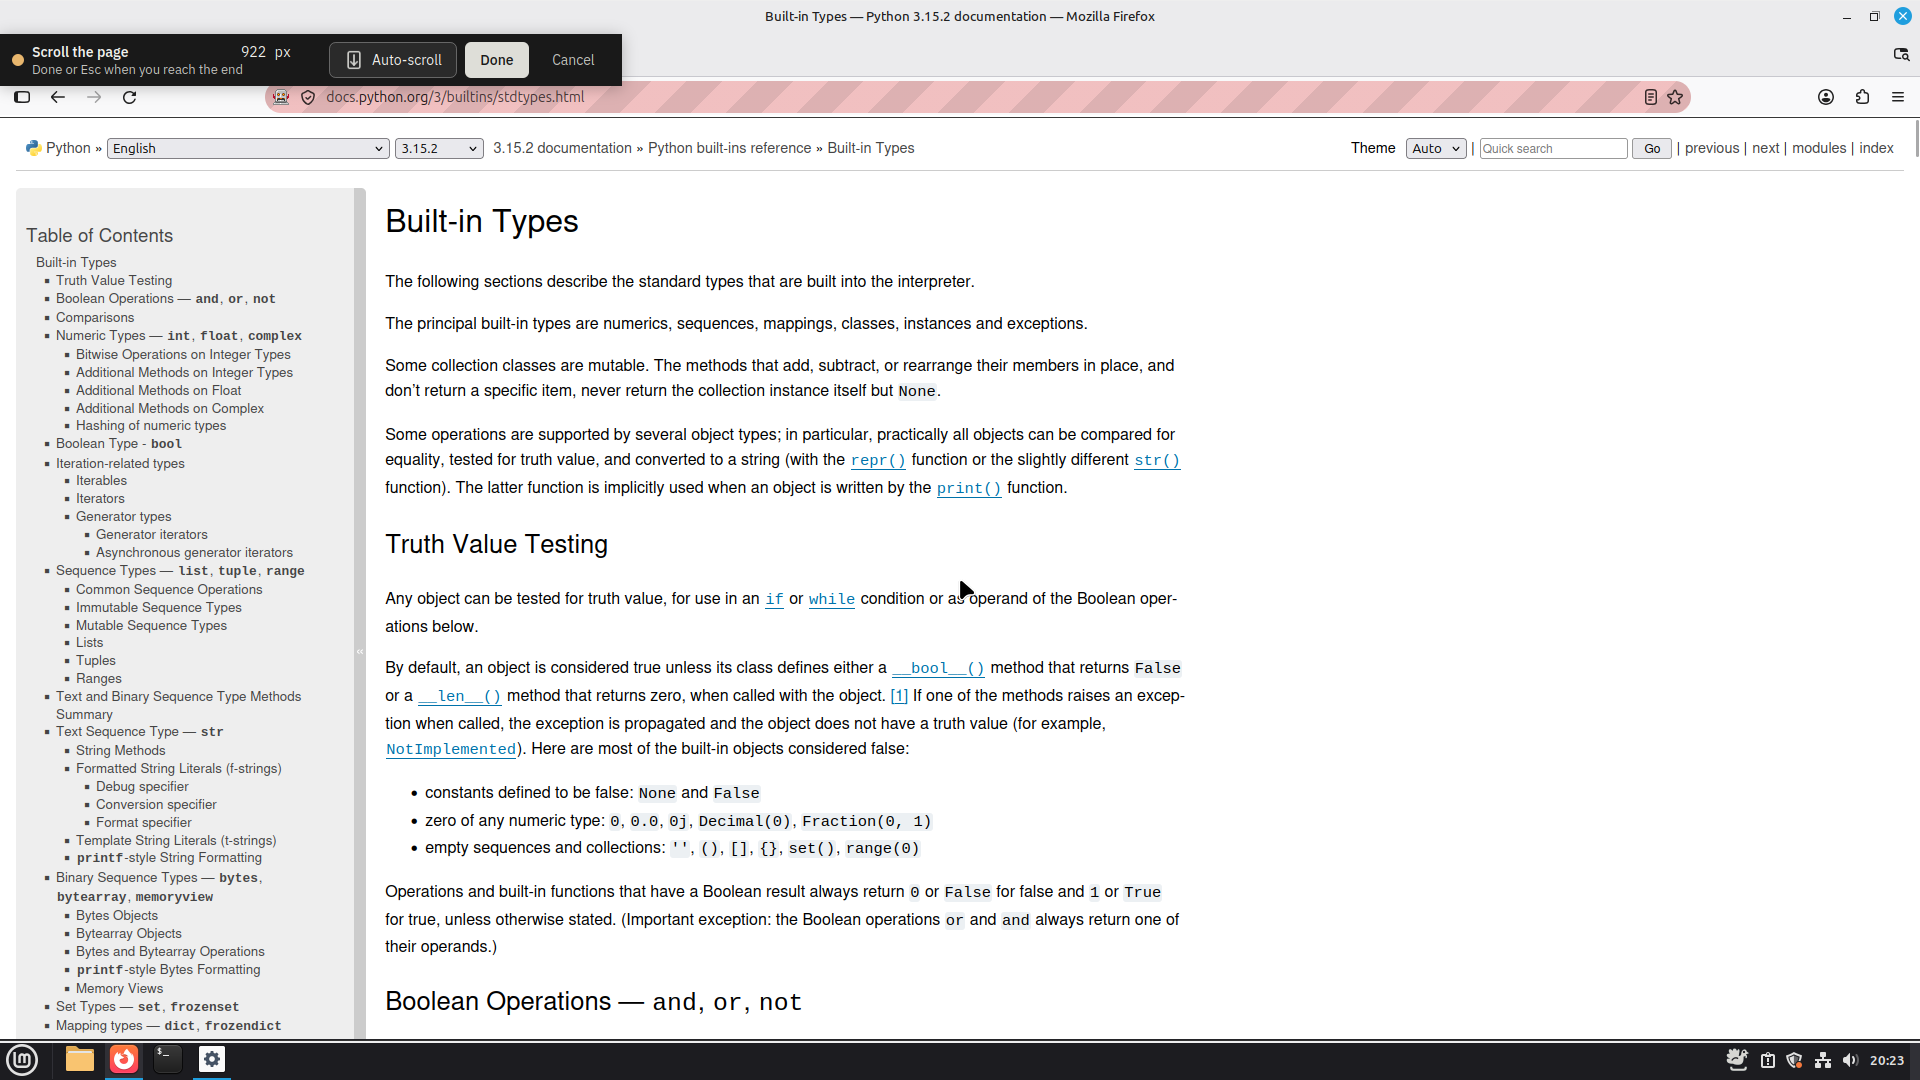 Built-in Types — Python 3.15.2 documentation — Mozilla Firefox
Scroll the page
922 px
Done or Esc when you reach the end
Auto-scroll
Done
Cancel
docs.python.org/3/builtins/stdtypes.html
Python » English 3.15.2 3.15.2 documentation » Python built-ins reference » Built-in Types
Theme Auto | Quick search Go | previous | next | modules | index
Table of Contents
Built-in Types
Truth Value Testing
Boolean Operations — and, or, not
Comparisons
Numeric Types — int, float, complex
Bitwise Operations on Integer Types
Additional Methods on Integer Types
Additional Methods on Float
Additional Methods on Complex
Hashing of numeric types
Boolean Type - bool
Iteration-related types
Iterables
Iterators
Generator types
Generator iterators
Asynchronous generator iterators
Sequence Types — list, tuple, range
Common Sequence Operations
Immutable Sequence Types
Mutable Sequence Types
Lists
Tuples
Ranges
Text and Binary Sequence Type Methods
Summary
Text Sequence Type — str
String Methods
Formatted String Literals (f-strings)
Debug specifier
Conversion specifier
Format specifier
Template String Literals (t-strings)
printf-style String Formatting
Binary Sequence Types — bytes,
bytearray, memoryview
Bytes Objects
Bytearray Objects
Bytes and Bytearray Operations
printf-style Bytes Formatting
Memory Views
Set Types — set, frozenset
Mapping types — dict, frozendict
«
Built-in Types
The following sections describe the standard types that are built into the interpreter.
The principal built-in types are numerics, sequences, mappings, classes, instances and exceptions.
Some collection classes are mutable. The methods that add, subtract, or rearrange their members in place, and
don’t return a specific item, never return the collection instance itself but None.
Some operations are supported by several object types; in particular, practically all objects can be compared for
equality, tested for truth value, and converted to a string (with the repr() function or the slightly different str()
function). The latter function is implicitly used when an object is written by the print() function.
Truth Value Testing
Any object can be tested for truth value, for use in an if or while condition or as operand of the Boolean oper-
ations below.
By default, an object is considered true unless its class defines either a __bool__() method that returns False
or a __len__() method that returns zero, when called with the object. [1] If one of the methods raises an excep-
tion when called, the exception is propagated and the object does not have a truth value (for example,
NotImplemented). Here are most of the built-in objects considered false:
• constants defined to be false: None and False
• zero of any numeric type: 0, 0.0, 0j, Decimal(0), Fraction(0, 1)
• empty sequences and collections: '', (), [], {}, set(), range(0)
Operations and built-in functions that have a Boolean result always return 0 or False for false and 1 or True
for true, unless otherwise stated. (Important exception: the Boolean operations or and and always return one of
their operands.)
Boolean Operations — and, or, not
20:23